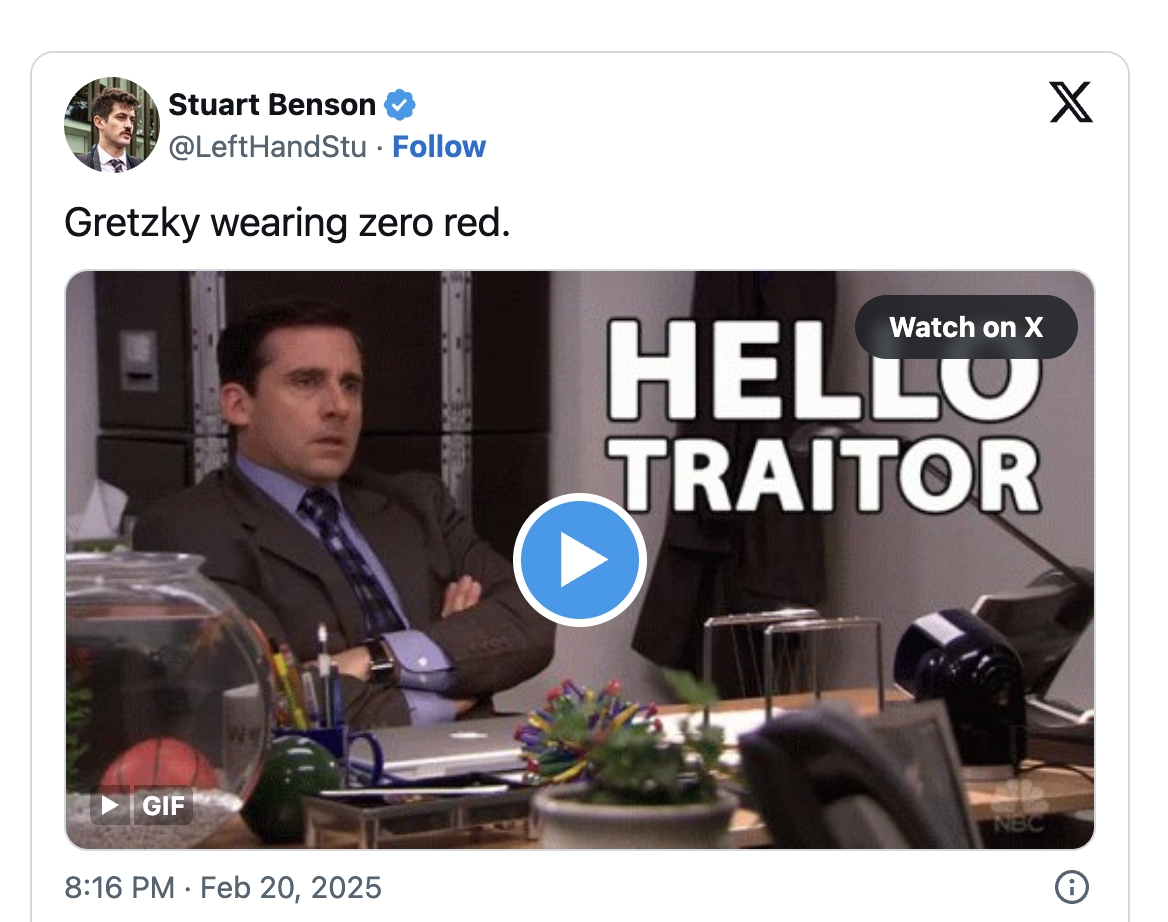 Stuart Benson
@LeftHandStu · Follow
Gretzky wearing zero red.
Watch on X
HELLO
TRAITOR
GIF
NBC
8:16 PM · Feb 20, 2025